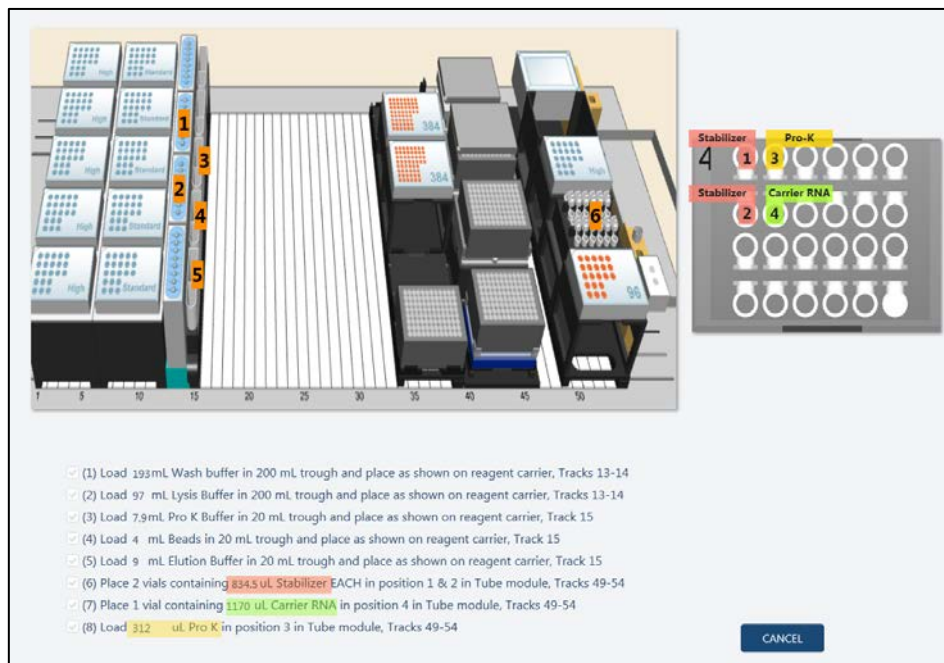 High
Standard
High
Standard
High
Standard
High
Standard
High
Standard
1
2
3
4
5
384
384
High
6
96
1 5 10 15 20 25 30 35 40 45 50
Stabilizer Pro-K
4 1 3
Stabilizer Carrier RNA
2 4
(1) Load 193mL Wash buffer in 200 mL trough and place as shown on reagent carrier, Tracks 13-14
(2) Load 97 mL Lysis Buffer in 200 mL trough and place as shown on reagent carrier, Tracks 13-14
(3) Load 7,9mL Pro K Buffer in 20 mL trough and place as shown on reagent carrier, Track 15
(4) Load 4 mL Beads in 20 mL trough and place as shown on reagent carrier, Track 15
(5) Load 9 mL Elution Buffer in 20 mL trough and place as shown on reagent carrier, Track 15
(6) Place 2 vials containing 834.5 uL Stabilizer EACH in position 1 & 2 in Tube module, Tracks 49-54
(7) Place 1 vial containing 1170 uL Carrier RNA in position 4 in Tube module, Tracks 49-54
(8) Load 312 uL Pro K in position 3 in Tube module, Tracks 49-54
CANCEL